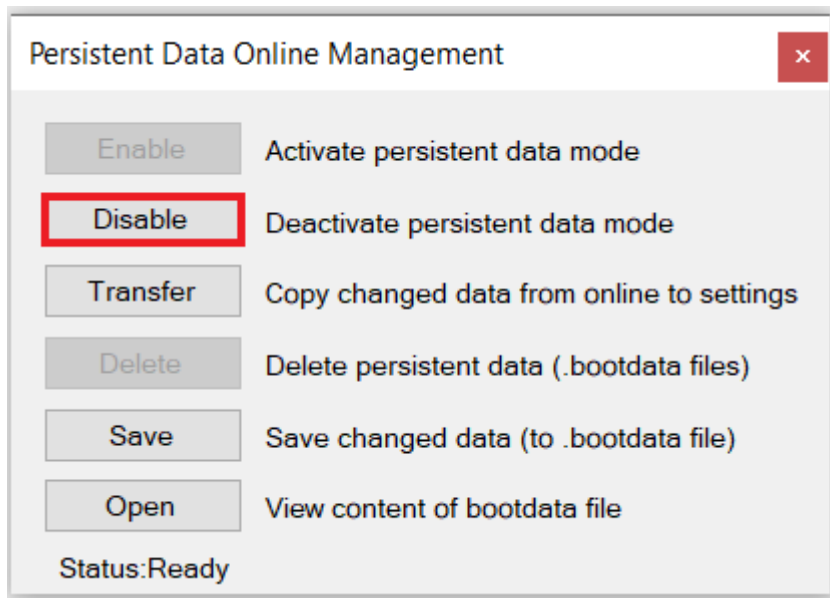 Persistent Data Online Management
Enable Activate persistent data mode
Disable Deactivate persistent data mode
Transfer Copy changed data from online to settings
Delete Delete persistent data (.bootdata files)
Save Save changed data (to .bootdata file)
Open View content of bootdata file
Status:Ready